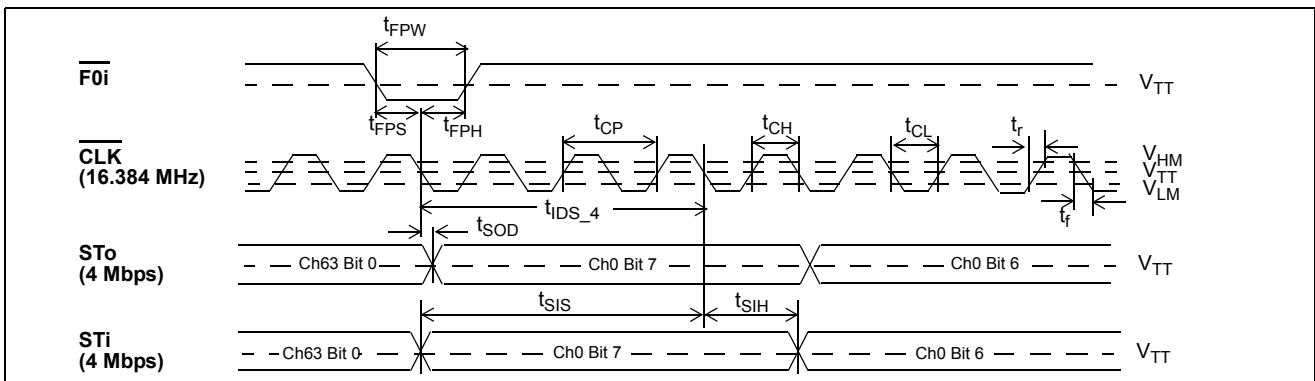 tFPW
F0i
VTT
tFPS tFPH
CLK
(16.384 MHz)
tCP tCH tCL tr
VHM
VTT
VLM
tf
tIDS_4
tSOD
STo
(4 Mbps)
Ch63 Bit 0 Ch0 Bit 7 Ch0 Bit 6 VTT
tSIS tSIH
STi
(4 Mbps)
Ch63 Bit 0 Ch0 Bit 7 Ch0 Bit 6 VTT